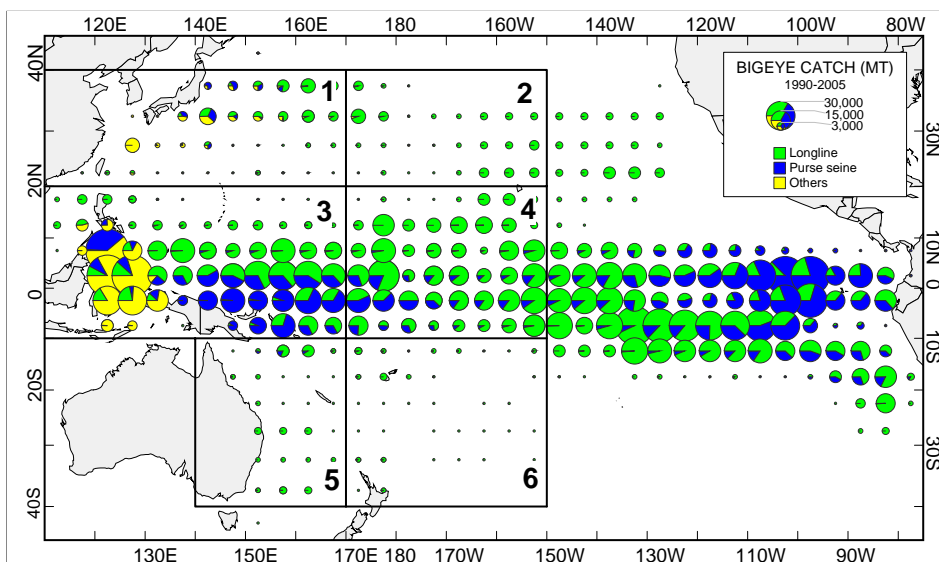 120E 140E 160E 180 160W 140W 120W 100W 80W
40N
1 2
BIGEYE CATCH (MT)
1990-2005
30,000
15,000
3,000
Longline
Purse seine
Others
30N
20N
3 4
10N
0 0
10S
20S
30S
5 6
40S
130E 150E 170E 180 170W 150W 130W 110W 90W